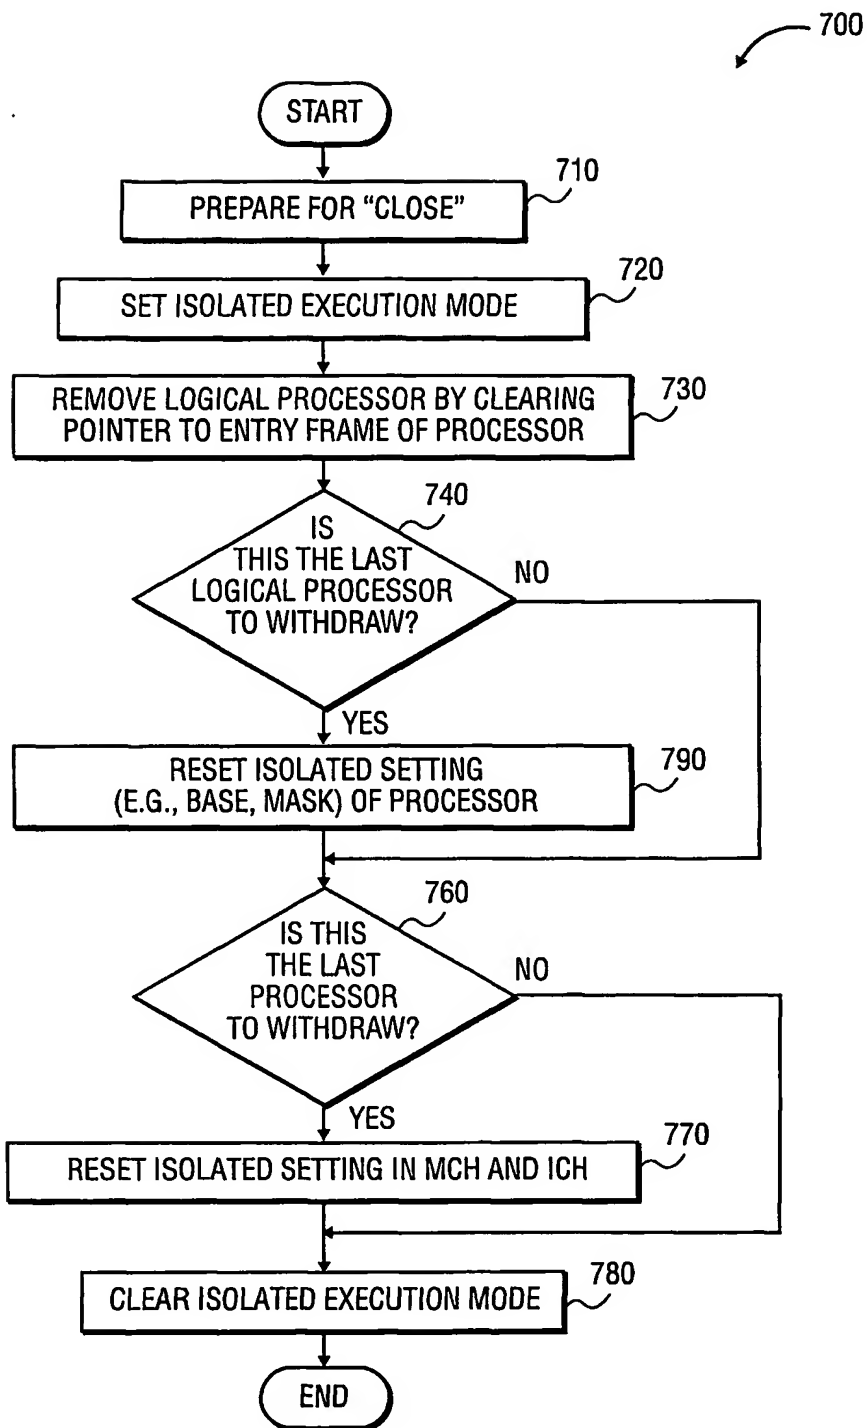 700
START
710
PREPARE FOR “CLOSE”
720
SET ISOLATED EXECUTION MODE
730
REMOVE LOGICAL PROCESSOR BY CLEARING
POINTER TO ENTRY FRAME OF PROCESSOR
740
IS
THIS THE LAST
LOGICAL PROCESSOR
TO WITHDRAW?
NO
YES
790
RESET ISOLATED SETTING
(E.G., BASE, MASK) OF PROCESSOR
760
IS THIS
THE LAST
PROCESSOR
TO WITHDRAW?
NO
YES
770
RESET ISOLATED SETTING IN MCH AND ICH
780
CLEAR ISOLATED EXECUTION MODE
END